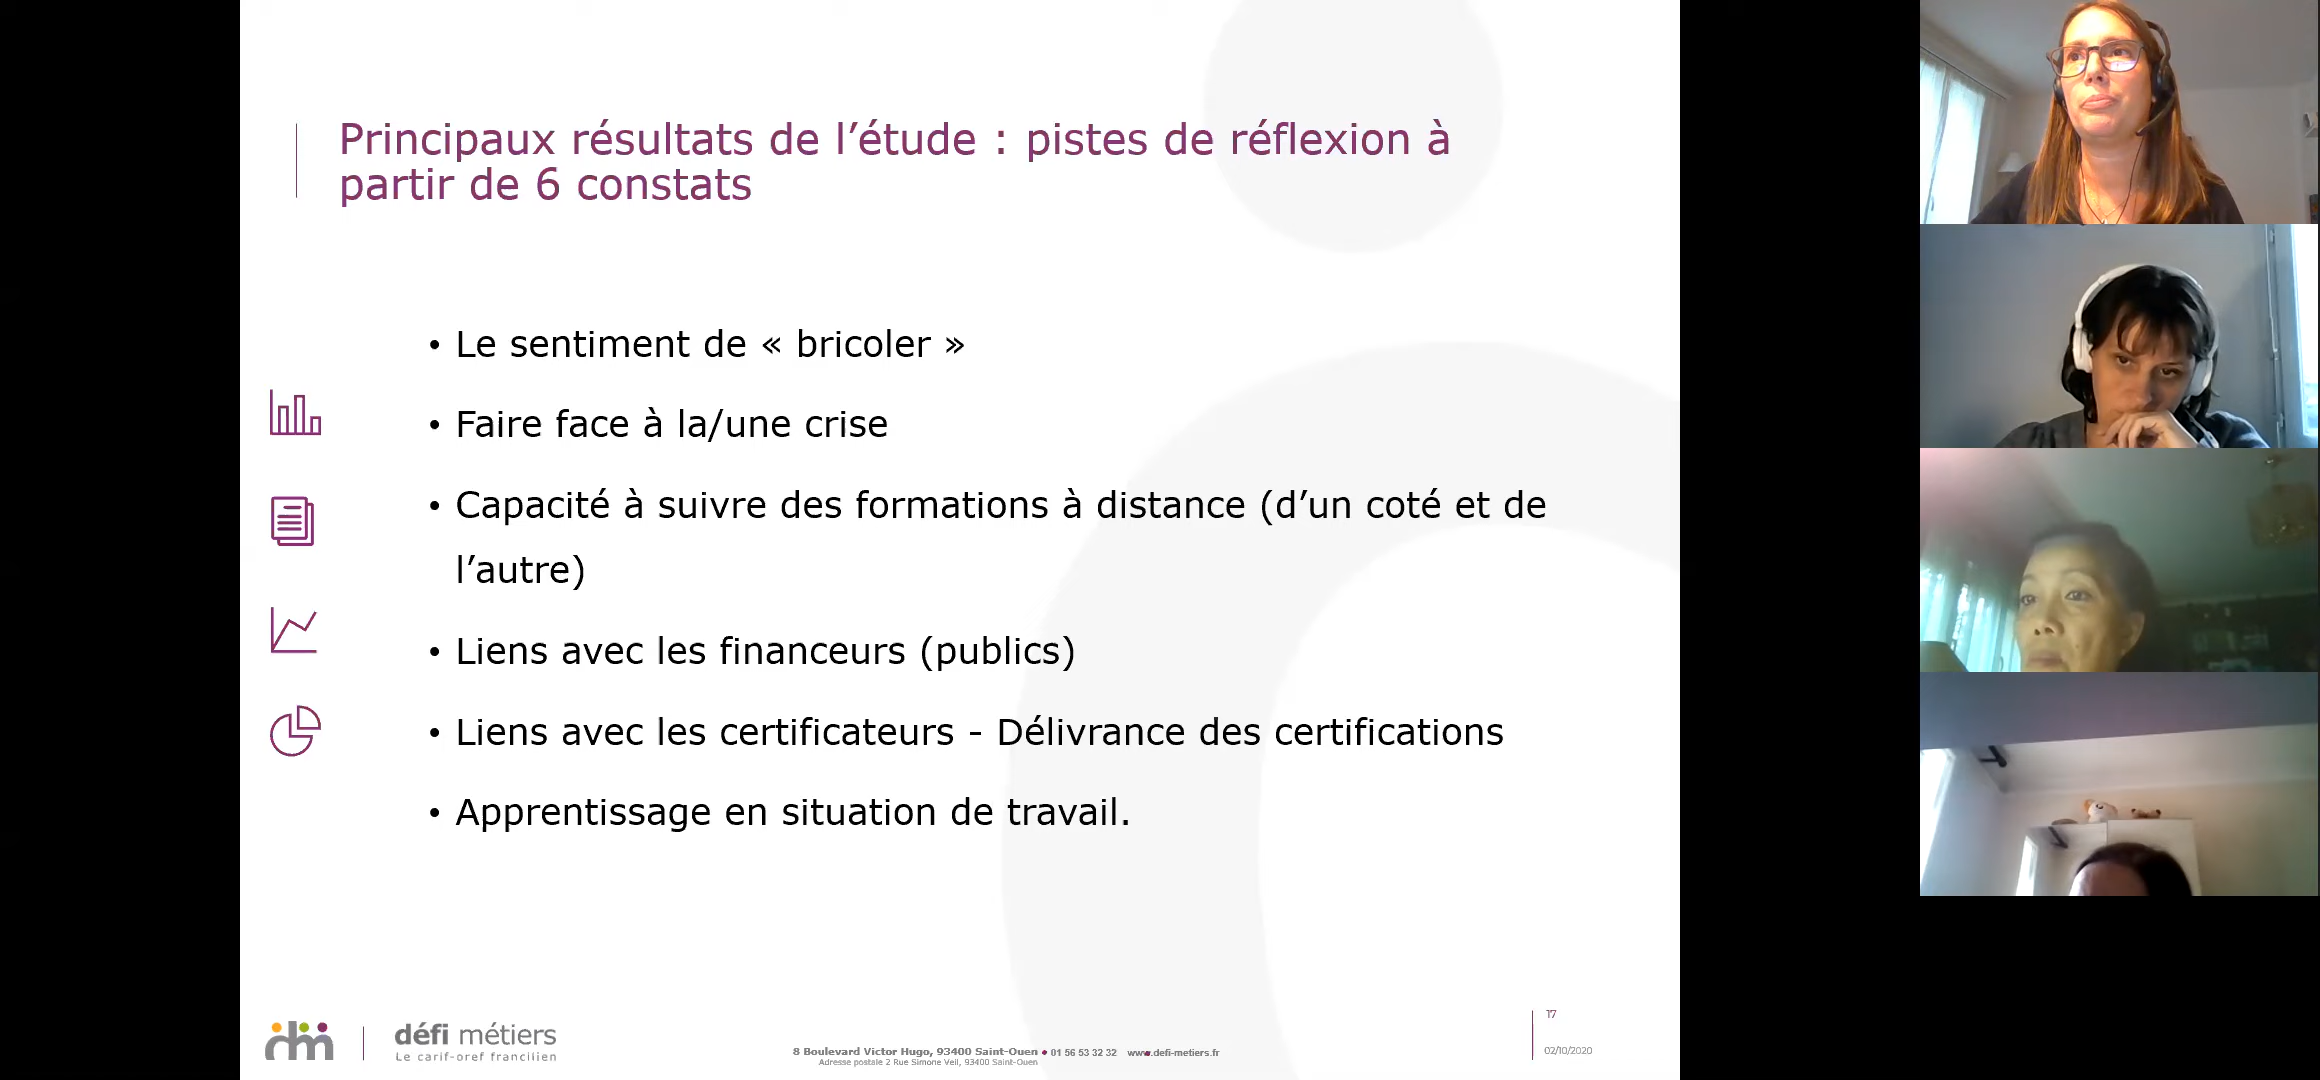 Principaux résultats de l’étude : pistes de réflexion à
partir de 6 constats
• Le sentiment de « bricoler »
• Faire face à la/une crise
• Capacité à suivre des formations à distance (d’un coté et de
l’autre)
• Liens avec les financeurs (publics)
• Liens avec les certificateurs - Délivrance des certifications
• Apprentissage en situation de travail.
dm
défi métiers
Le carif-oref francilien
8 Boulevard Victor Hugo, 93400 Saint-Ouen • 01 56 53 32 32 www.defi-metiers.fr
Adresse postale 2 Rue Simone Veil, 93400 Saint-Ouen
17
02/10/2020